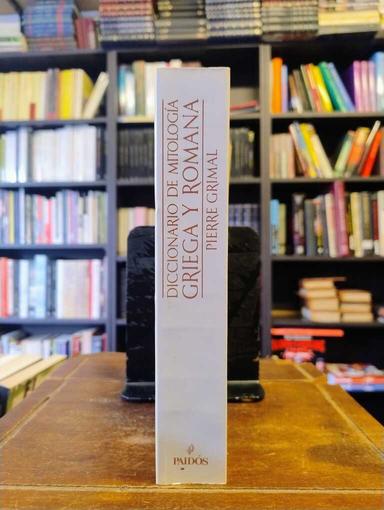 DICCIONARIO DE MITOLOGÍA
GRIEGA Y ROMANA
PIERRE GRIMAL
PAIDÓS